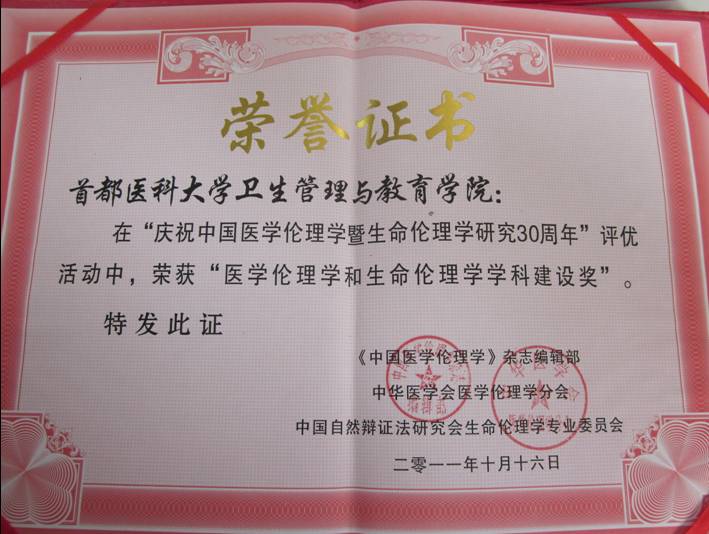 荣誉证书
首都医科大学卫生管理与教育学院：
在“庆祝中国医学伦理学暨生命伦理学研究30周年”评优
活动中，荣获“医学伦理学和生命伦理学学科建设奖”。
特发此证
《中国医学伦理学》杂志编辑部
中华医学会医学伦理学分会
中国自然辩证法研究会生命伦理学专业委员会
二零一一年十月十六日